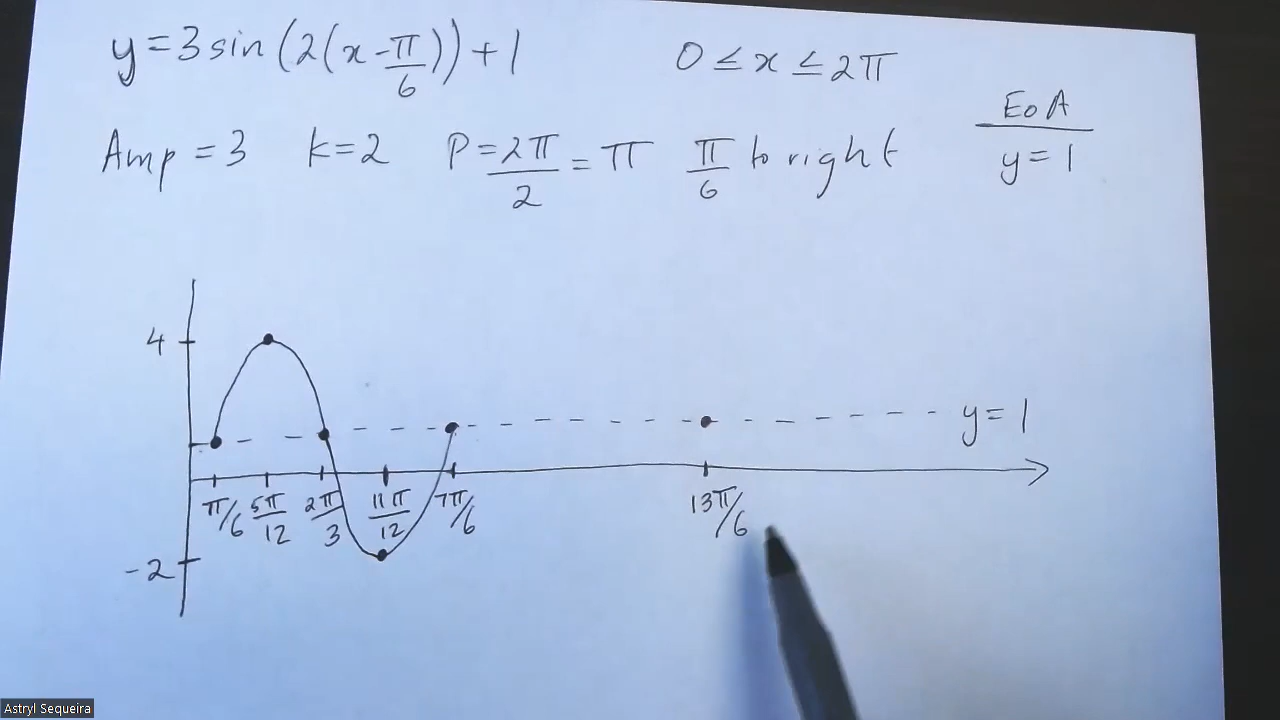 y = 3 sin (2(x - π/6)) + 1 0 ≤ x ≤ 2π
EoA
Amp = 3 k = 2 P = 2π/2 = π π/6 to right y = 1
4
y = 1
π/6 5π/12 2π/3 11π/12 7π/6 13π/6
-2
Astryl Sequeira